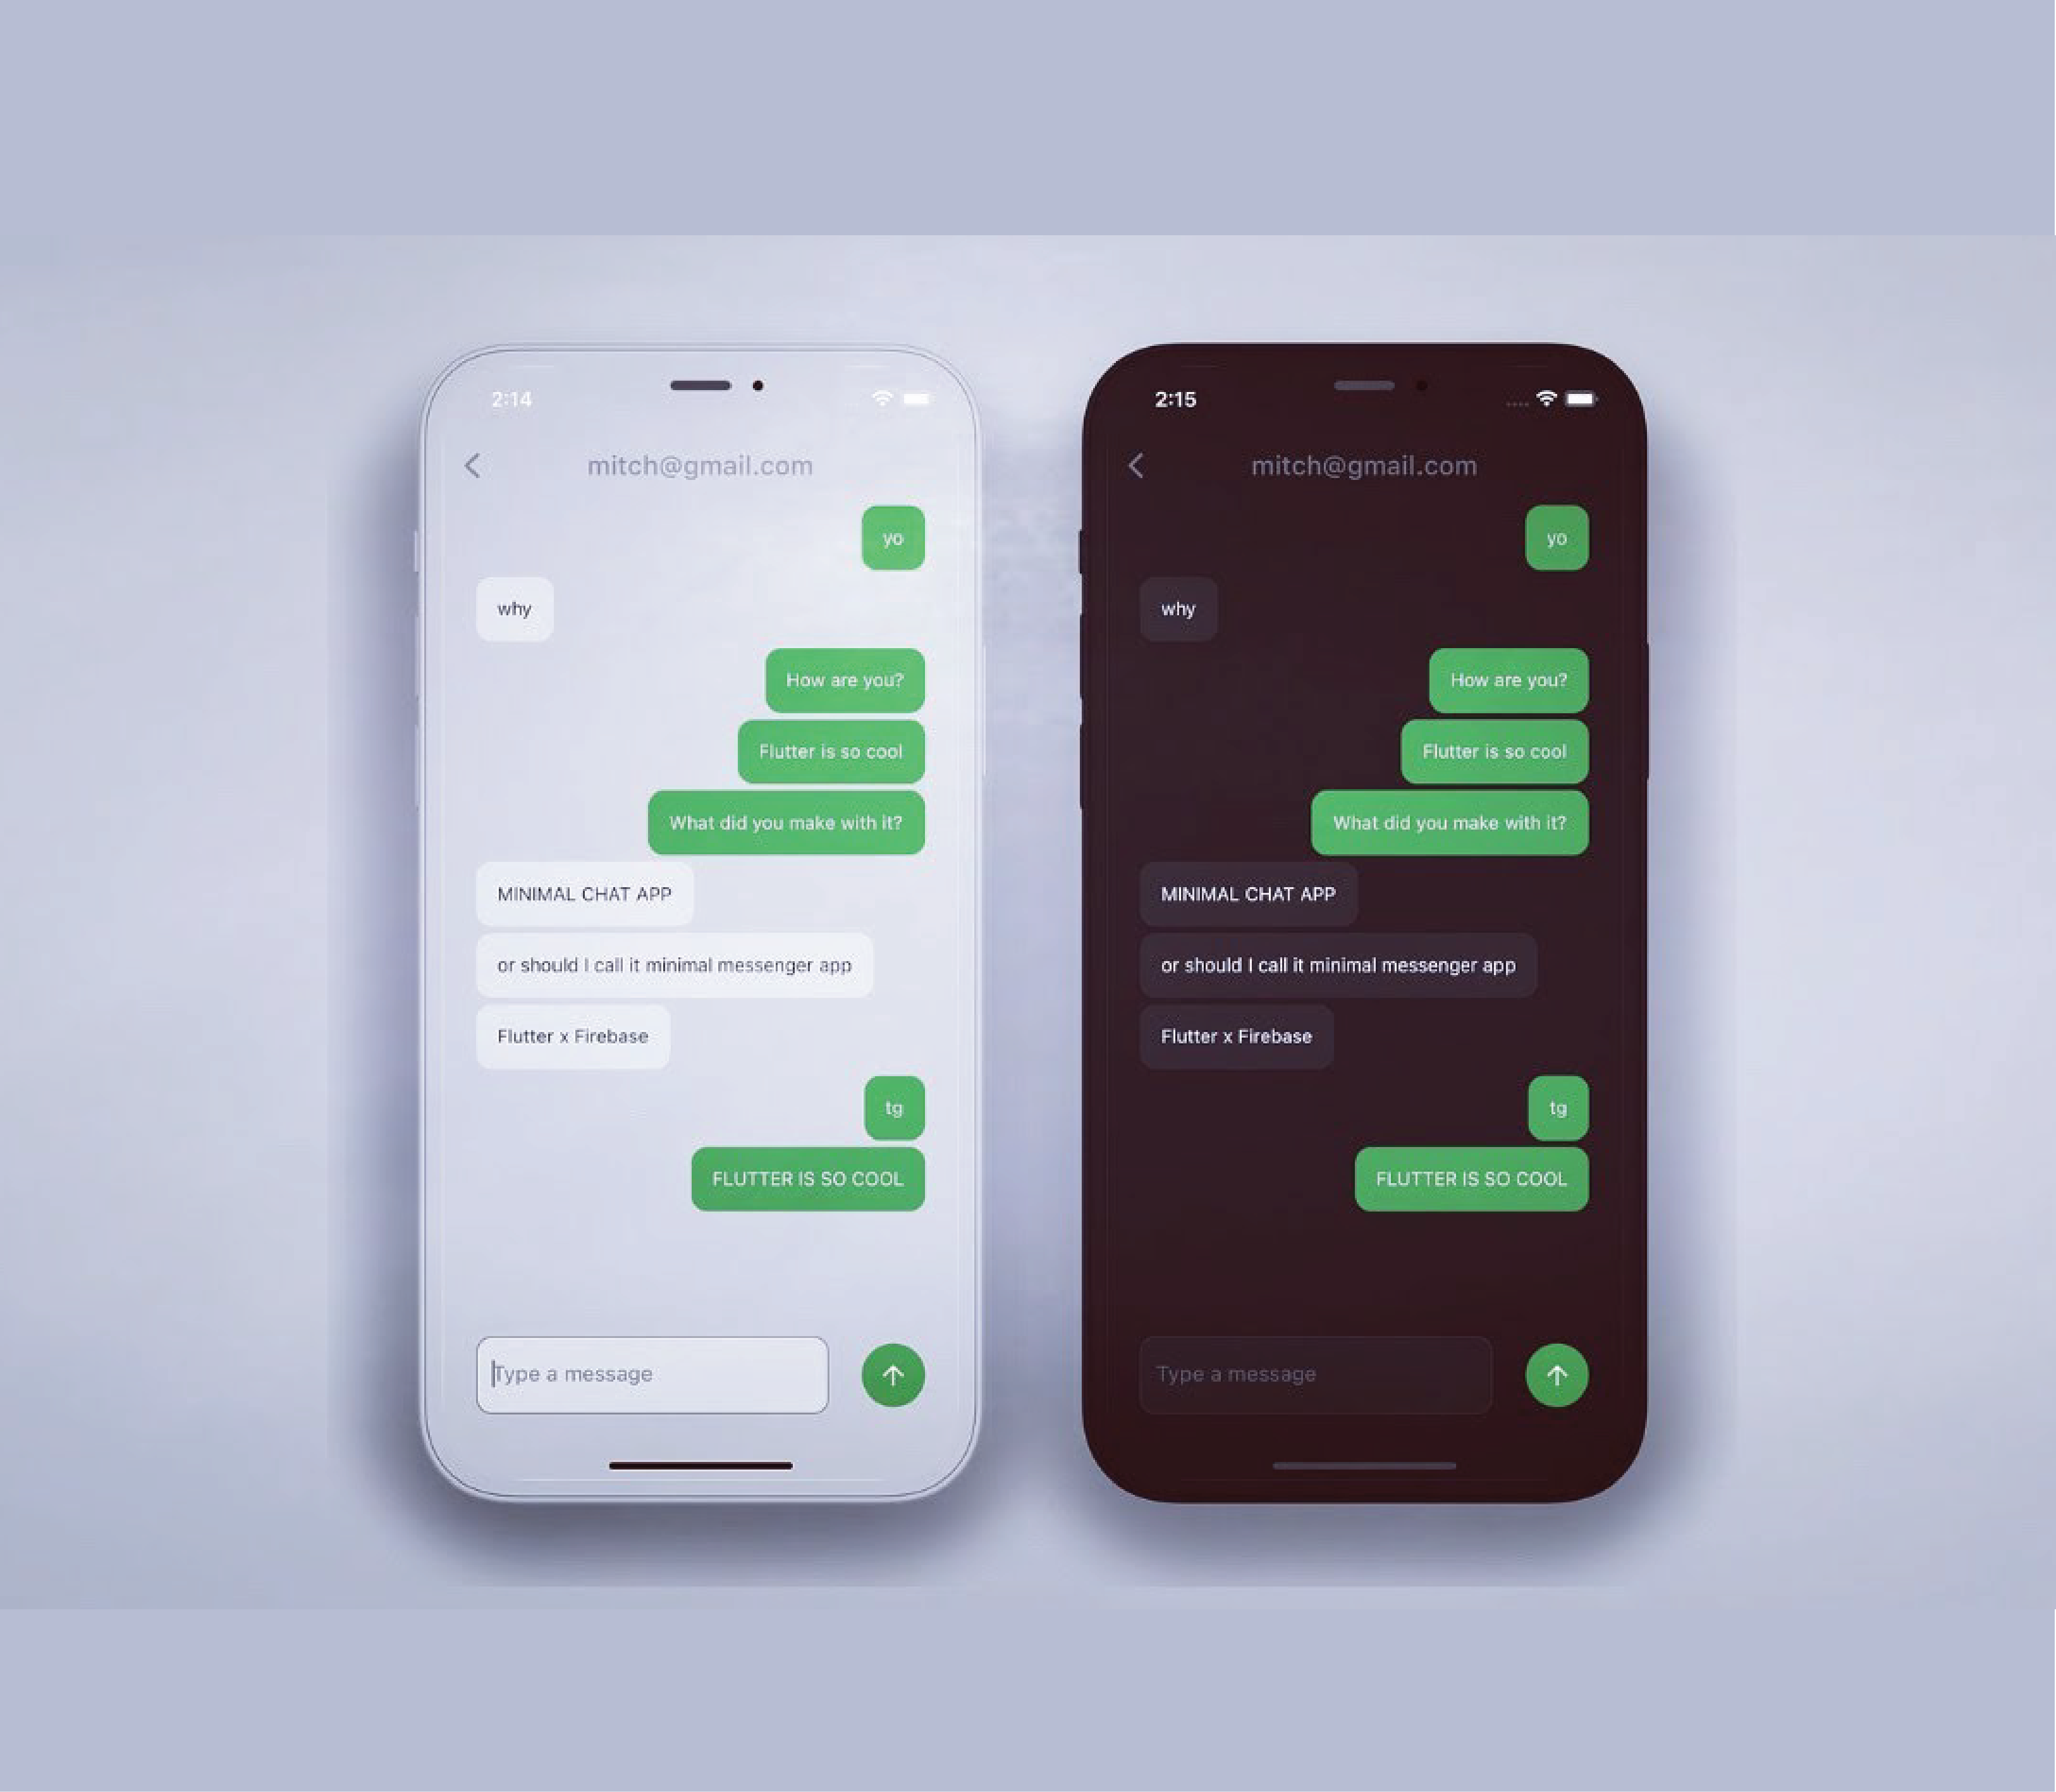 2:14
mitch@gmail.com
yo
why
How are you?
Flutter is so cool
What did you make with it?
MINIMAL CHAT APP
or should I call it minimal messenger app
Flutter x Firebase
tg
FLUTTER IS SO COOL
Type a message
2:15
mitch@gmail.com
yo
why
How are you?
Flutter is so cool
What did you make with it?
MINIMAL CHAT APP
or should I call it minimal messenger app
Flutter x Firebase
tg
FLUTTER IS SO COOL
Type a message